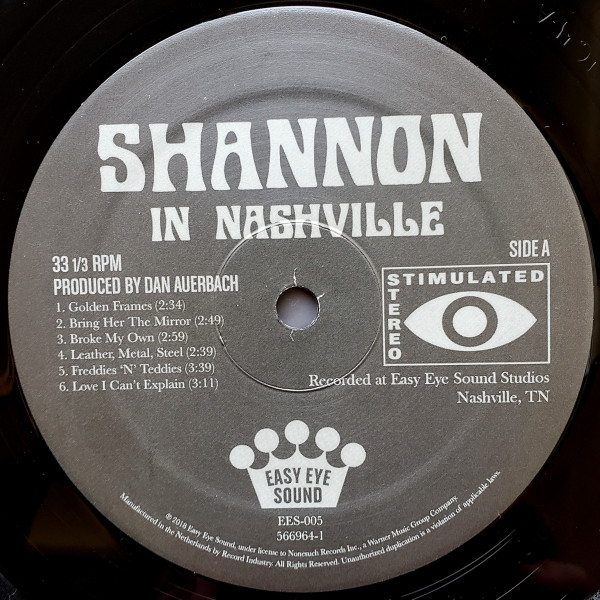 SHANNON
IN NASHVILLE
33 1/3 RPM
PRODUCED BY DAN AUERBACH
1. Golden Frames (2:34)
2. Bring Her The Mirror (2:49)
3. Broke My Own (2:59)
4. Leather, Metal, Steel (2:39)
5. Freddies 'N' Teddies (3:39)
6. Love I Can't Explain (3:11)
SIDE A
STIMULATED
STEREO
Recorded at Easy Eye Sound Studios
Nashville, TN
EASY EYE
SOUND
EES-005
566964-1
℗ 2018 Easy Eye Sound, under license to Nonesuch Records Inc., a Warner Music Group Company.
Manufactured in the Netherlands by Record Industry. All Rights Reserved. Unauthorized duplication is a violation of applicable laws.